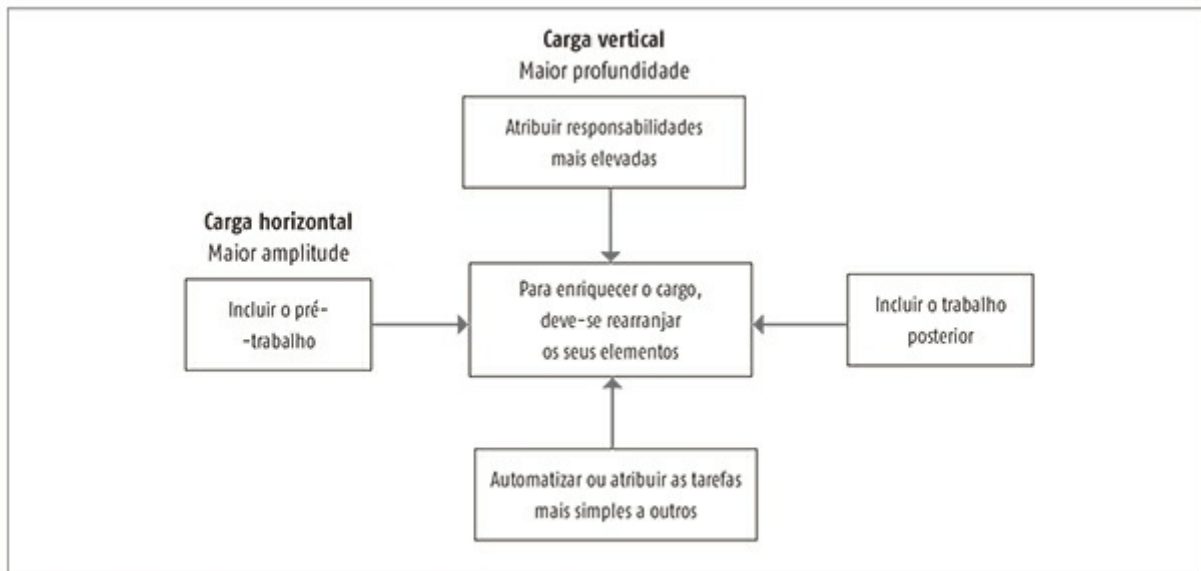 Carga vertical
Maior profundidade
Atribuir responsabilidades
mais elevadas
Carga horizontal
Maior amplitude
Incluir o pré-
-trabalho
Para enriquecer o cargo,
deve-se rearranjar
os seus elementos
Incluir o trabalho
posterior
Automatizar ou atribuir as tarefas
mais simples a outros